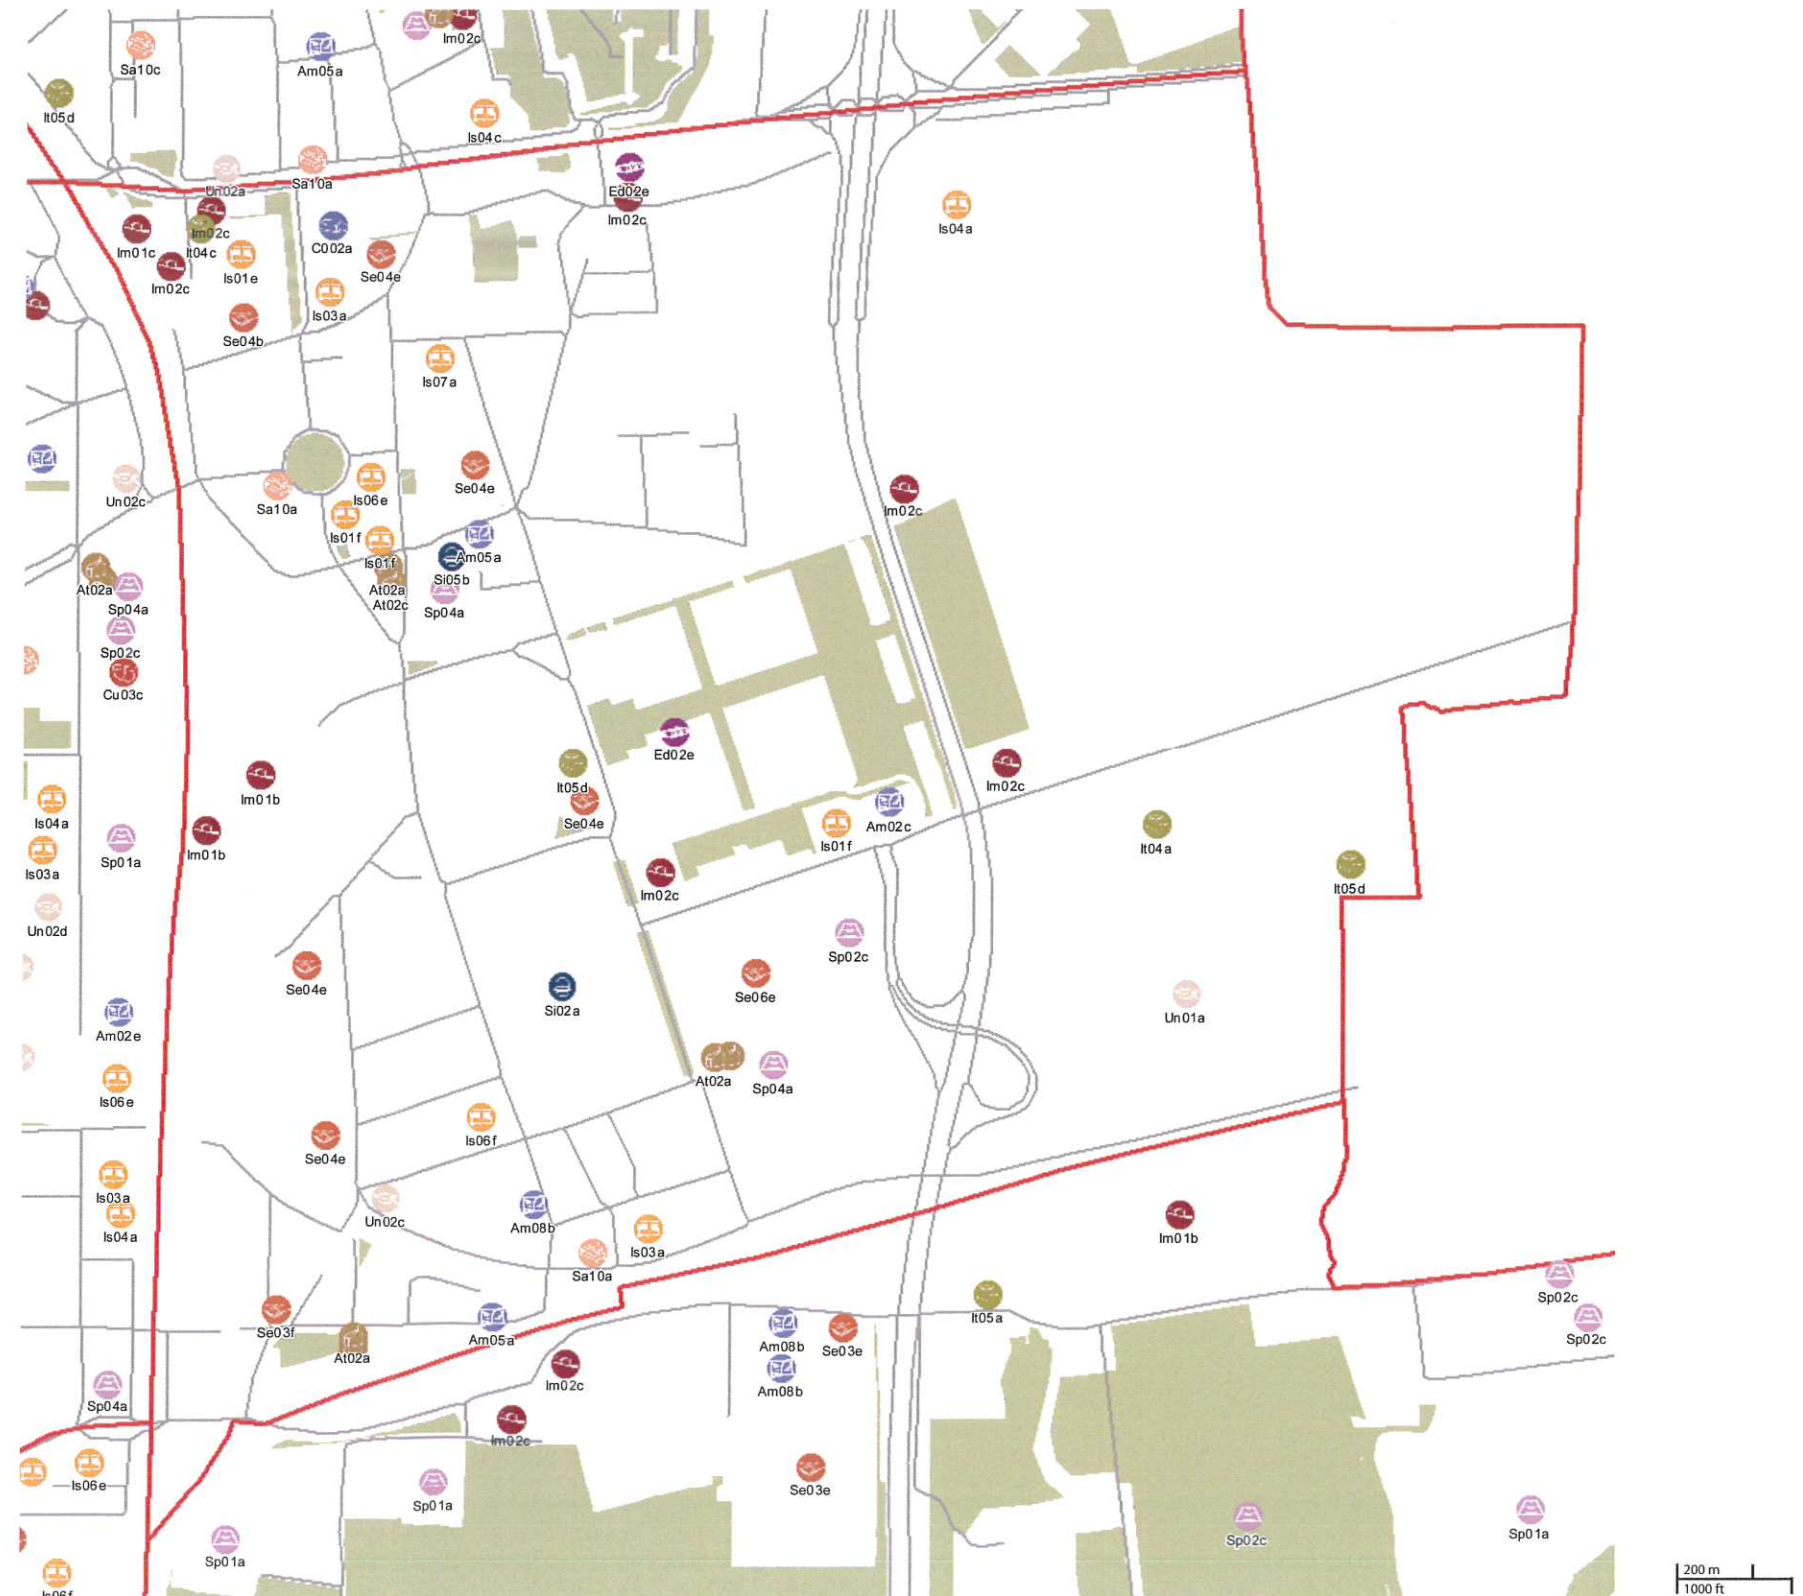 Im02c
Sa10c
Am05a
It05d
Is04c
Un02a
Sa10a
Ed02e
Im02c
Is04a
Im01c
Im02c
It04c
C002a
Im02c
Is01e
Se04e
Is03a
Se04b
Is07a
Un02c
Sa10a
Is06e
Se04e
Im02c
Is01f
Is01f
Am05a
Si05b
At02a
At02a
At02c
Sp04a
Sp04a
Sp02c
Cu03c
Ed02e
It05d
Im02c
Im01b
Is04a
Se04e
Am02c
Is01f
It04a
Im01b
Sp01a
Is03a
Im02c
It05d
Un02d
Sp02c
Se04e
Se06e
Si02a
Un01a
Am02e
At02a
Sp04a
Is06e
Is06f
Se04e
Is03a
Un02c
Am08b
Is04a
Is03a
Im01b
Sa10a
Sp02c
Se03f
Am05a
It05a
Am08b
Se03e
Sp02c
At02a
Im02c
Am08b
Sp04a
Im02c
Is06e
Se03e
Sp01a
Sp02c
Sp01a
Sp01a
Is06f
200 m
1000 ft